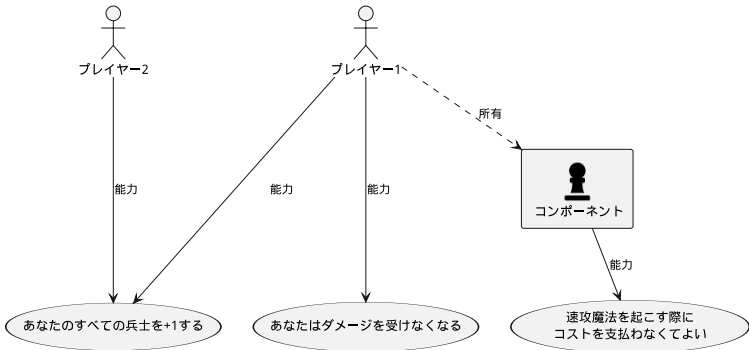 プレイヤー2
プレイヤー1
所有
コンポーネント
能力
能力
能力
能力
あなたのすべての兵士を+1する
あなたはダメージを受けなくなる
速攻魔法を起こす際に
コストを支払わなくてよい